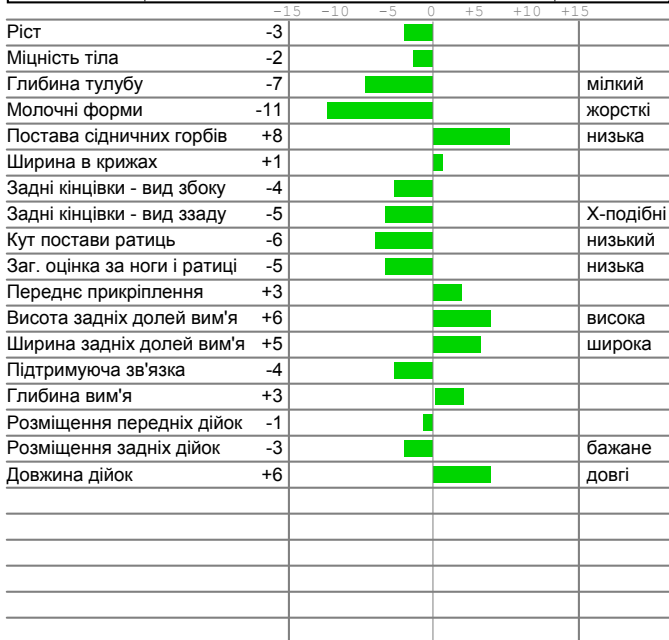 -15 -10 -5 0 +5 +10 +15
Ріст -3
Міцність тіла -2
Глибина тулубу -7 мілкий
Молочні форми -11 жорсткі
Постава сідничних горбів +8 низька
Ширина в крижах +1
Задні кінцівки - вид збоку -4
Задні кінцівки - вид ззаду -5 Х-подібні
Кут постави ратиць -6 низький
Заг. оцінка за ноги і ратиці -5 низька
Переднє прикріплення +3
Висота задніх долей вим'я +6 висока
Ширина задніх долей вим'я +5 широка
Підтримуюча зв'язка -4
Глибина вим'я +3
Розміщення передніх дійок -1
Розміщення задніх дійок -3 бажане
Довжина дійок +6 довгі